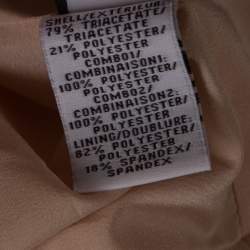 SHELL/EXTERIEUR:
79% TRIACETATE/
TRIACETATE
21% POLYESTER/
POLYESTER
COMBO1/
COMBINAISON1:
100% POLYESTER/
POLYESTER
COMBO2/
COMBINAISON2:
100% POLYESTER/
POLYESTER
LINING/DOUBLURE:
82% POLYESTER/
POLYESTER
18% SPANDEX/
SPANDEX